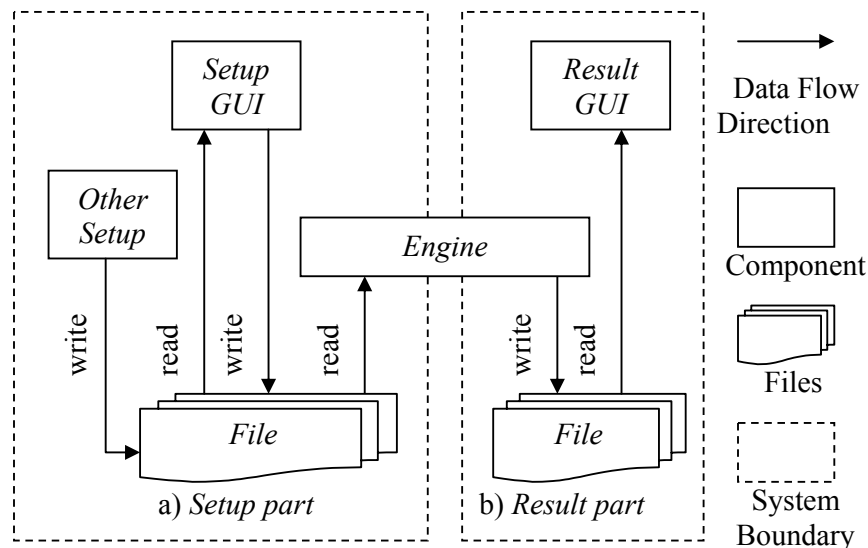 Setup
GUI
Other
Setup
Engine
write
read
write
read
File
a) Setup part
Result
GUI
write
read
File
b) Result part
Data Flow
Direction
Component
Files
System
Boundary